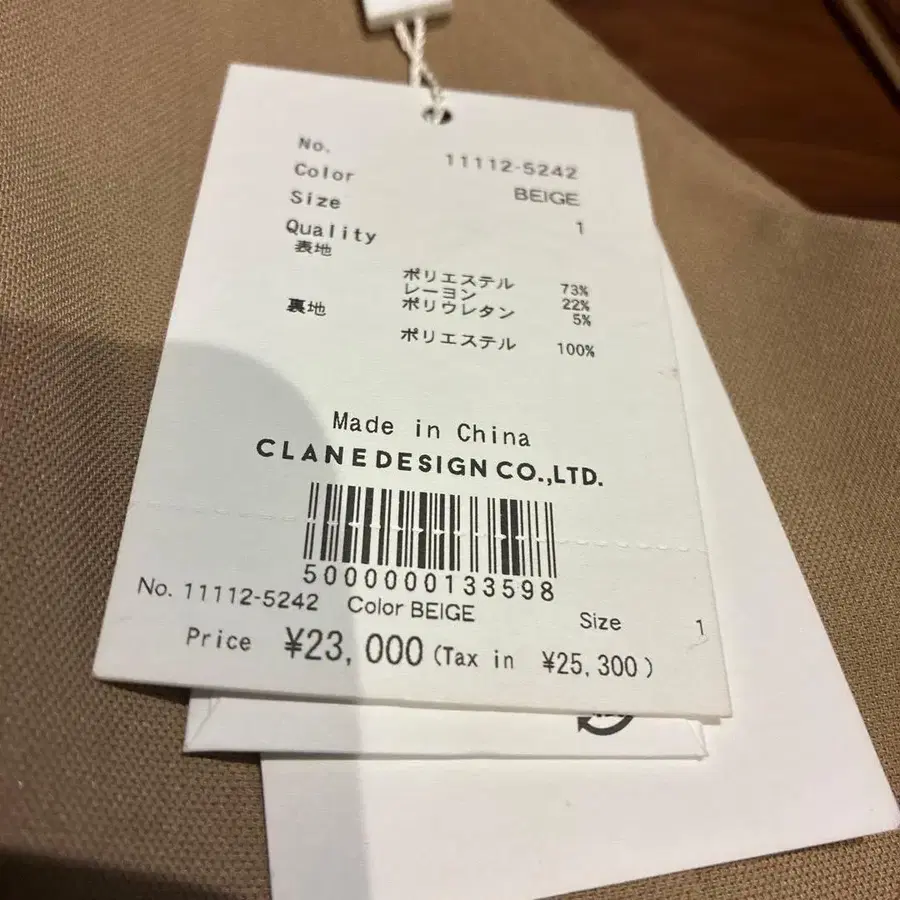 No. 11112-5242
Color BEIGE
Size 1
Quality
表地
ポリエステル 73%
レーヨン 22%
ポリウレタン 5%
裏地
ポリエステル 100%
Made in China
CLANEDESIGN CO.,LTD.
5000000133598
No. 11112-5242 Color BEIGE Size 1
Price ¥23,000 (Tax in ¥25,300)